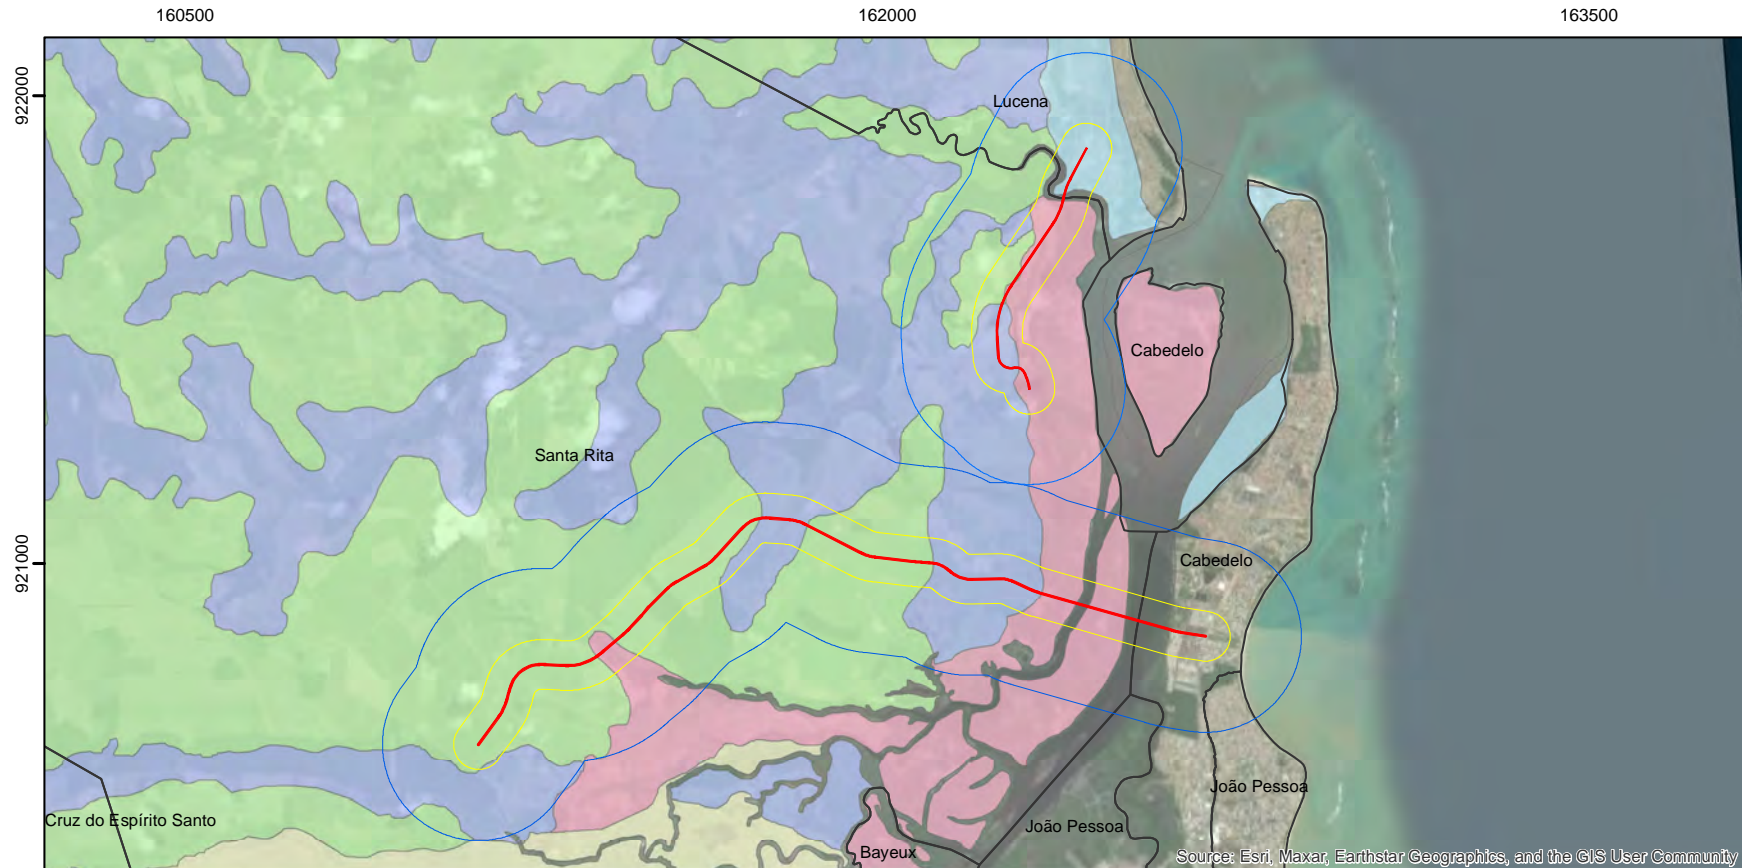 160500
162000
163500
922000
Lucena
Cabedelo
Santa Rita
921000
Cabedelo
João Pessoa
Cruz do Espírito Santo
João Pessoa
Bayeux
Source: Esri, Maxar, Earthstar Geographics, and the GIS User Community